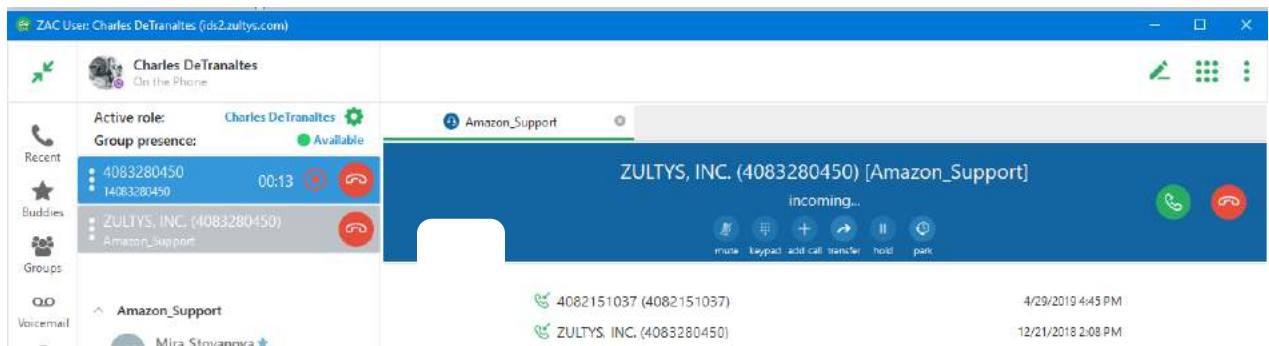 ZAC User: Charles DeTranaltes (ids2.zultys.com)
Charles DeTranaltes
On the Phone
Active role: Charles DeTranaltes
Group presence: Available
Amazon_Support
Recent
Buddies
Groups
Voicemail
4083280450
14083280450
00:13
ZULTYS, INC. (4083280450)
Amazon_Support
Amazon_Support
Mira Stoyanova
ZULTYS, INC. (4083280450) [Amazon_Support]
incoming...
mute keypad add call transfer hold park
4082151037 (4082151037) 4/29/2019 4:45 PM
ZULTYS, INC. (4083280450) 12/21/2018 2:08 PM